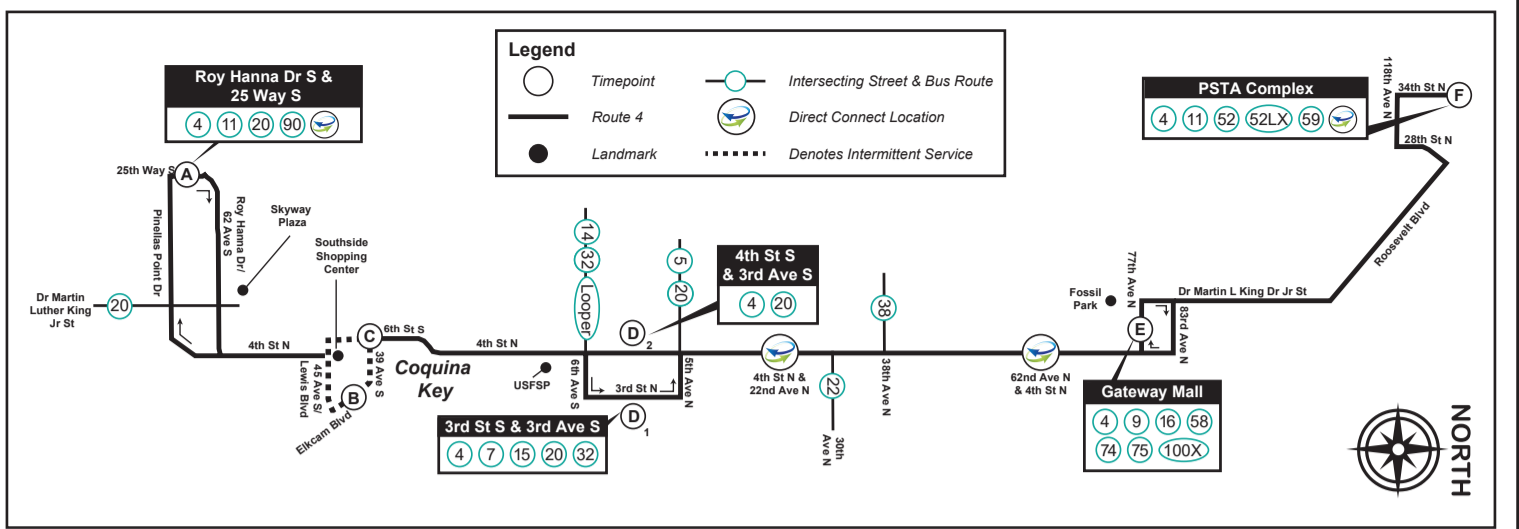 Legend
Timepoint
Intersecting Street & Bus Route
Route 4
Direct Connect Location
Landmark
Denotes Intermittent Service
Roy Hanna Dr S &
25 Way S
4 11 20 90
25th Way S
A
Pinellas Point Dr
Roy Hanna Dr/
62 Ave S
Skyway
Plaza
Southside
Shopping
Center
Dr Martin
Luther King
Jr St
20
4th St N
45 Ave S/
Lewis Blvd
C
39 Ave S
B
Elkcam Blvd
6th St S
Coquina
Key
4th St N
USFSP
14
32
Looper
6th Ave S
3rd St N
5th Ave N
5
20
D
2
4th St S
& 3rd Ave S
4 20
D
1
3rd St S & 3rd Ave S
4 7 15 20 32
4th St N &
22nd Ave N
22
30th
Ave N
38
38th Ave N
62nd Ave N
& 4th St N
Fossil
Park
77th Ave N
E
83rd Ave N
Dr Martin L King Dr Jr St
Gateway Mall
4 9 16 58
74 75 100X
Roosevelt Blvd
28th St N
118th Ave N
34th St N
F
PSTA Complex
4 11 52 52LX 59
NORTH